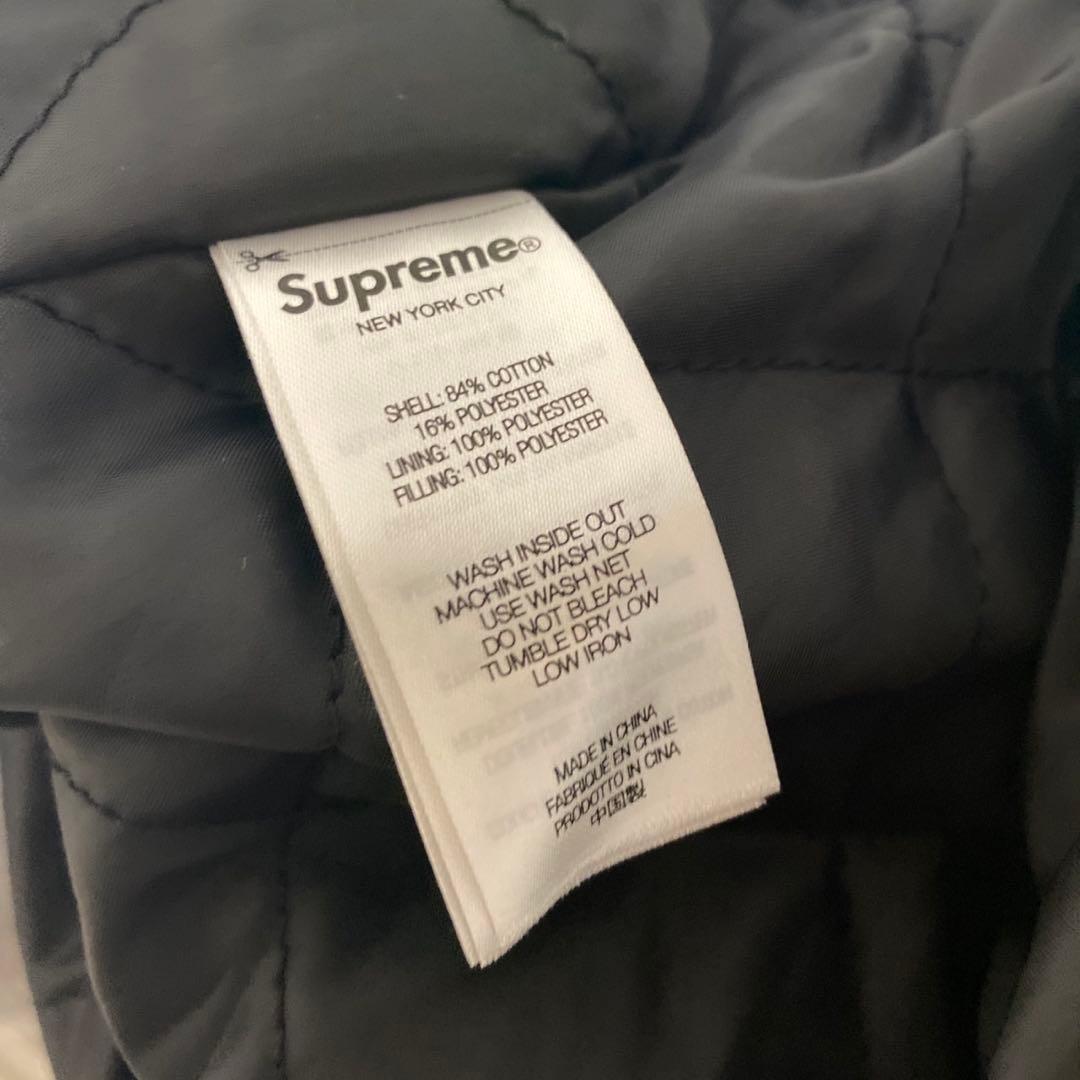 Supreme®
NEW YORK CITY
SHELL: 84% COTTON
16% POLYESTER
LINING: 100% POLYESTER
FILLING: 100% POLYESTER
WASH INSIDE OUT
MACHINE WASH COLD
USE WASH NET
DO NOT BLEACH
TUMBLE DRY LOW
LOW IRON
MADE IN CHINA
FABRIQUÉ EN CHINE
PRODOTTO IN CINA
中国製